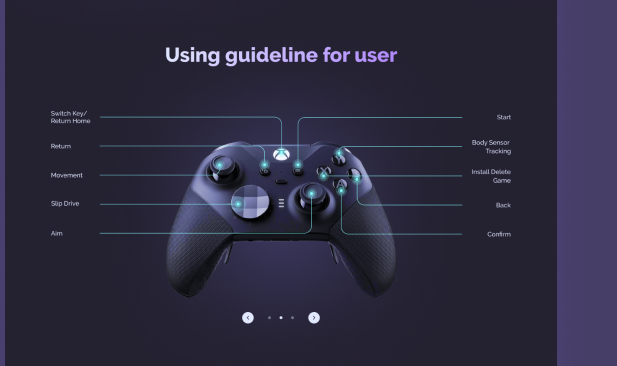 Using guideline for user
Switch Key/
Return Home
Return
Movement
Slip Drive
Aim
Start
Body Sensor
Tracking
Install Delete
Game
Back
Confirm